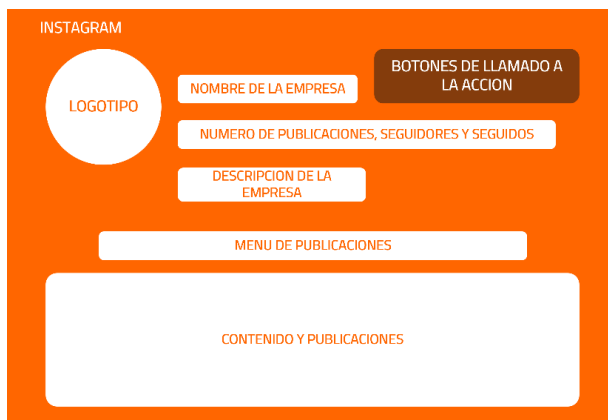 INSTAGRAM
LOGOTIPO
NOMBRE DE LA EMPRESA
BOTONES DE LLAMADO A
LA ACCION
NUMERO DE PUBLICACIONES, SEGUIDORES Y SEGUIDOS
DESCRIPCION DE LA
EMPRESA
MENU DE PUBLICACIONES
CONTENIDO Y PUBLICACIONES